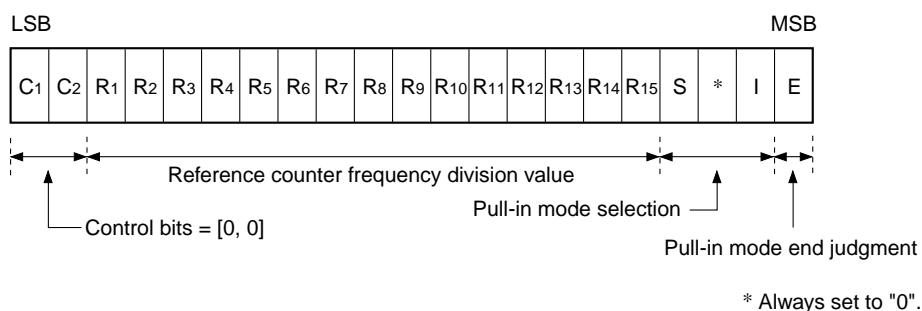 LSB MSB
C1 C2 R1 R2 R3 R4 R5 R6 R7 R8 R9 R10 R11 R12 R13 R14 R15 S * I E
Reference counter frequency division value
Pull-in mode selection
Control bits = [0, 0]
Pull-in mode end judgment
* Always set to "0".